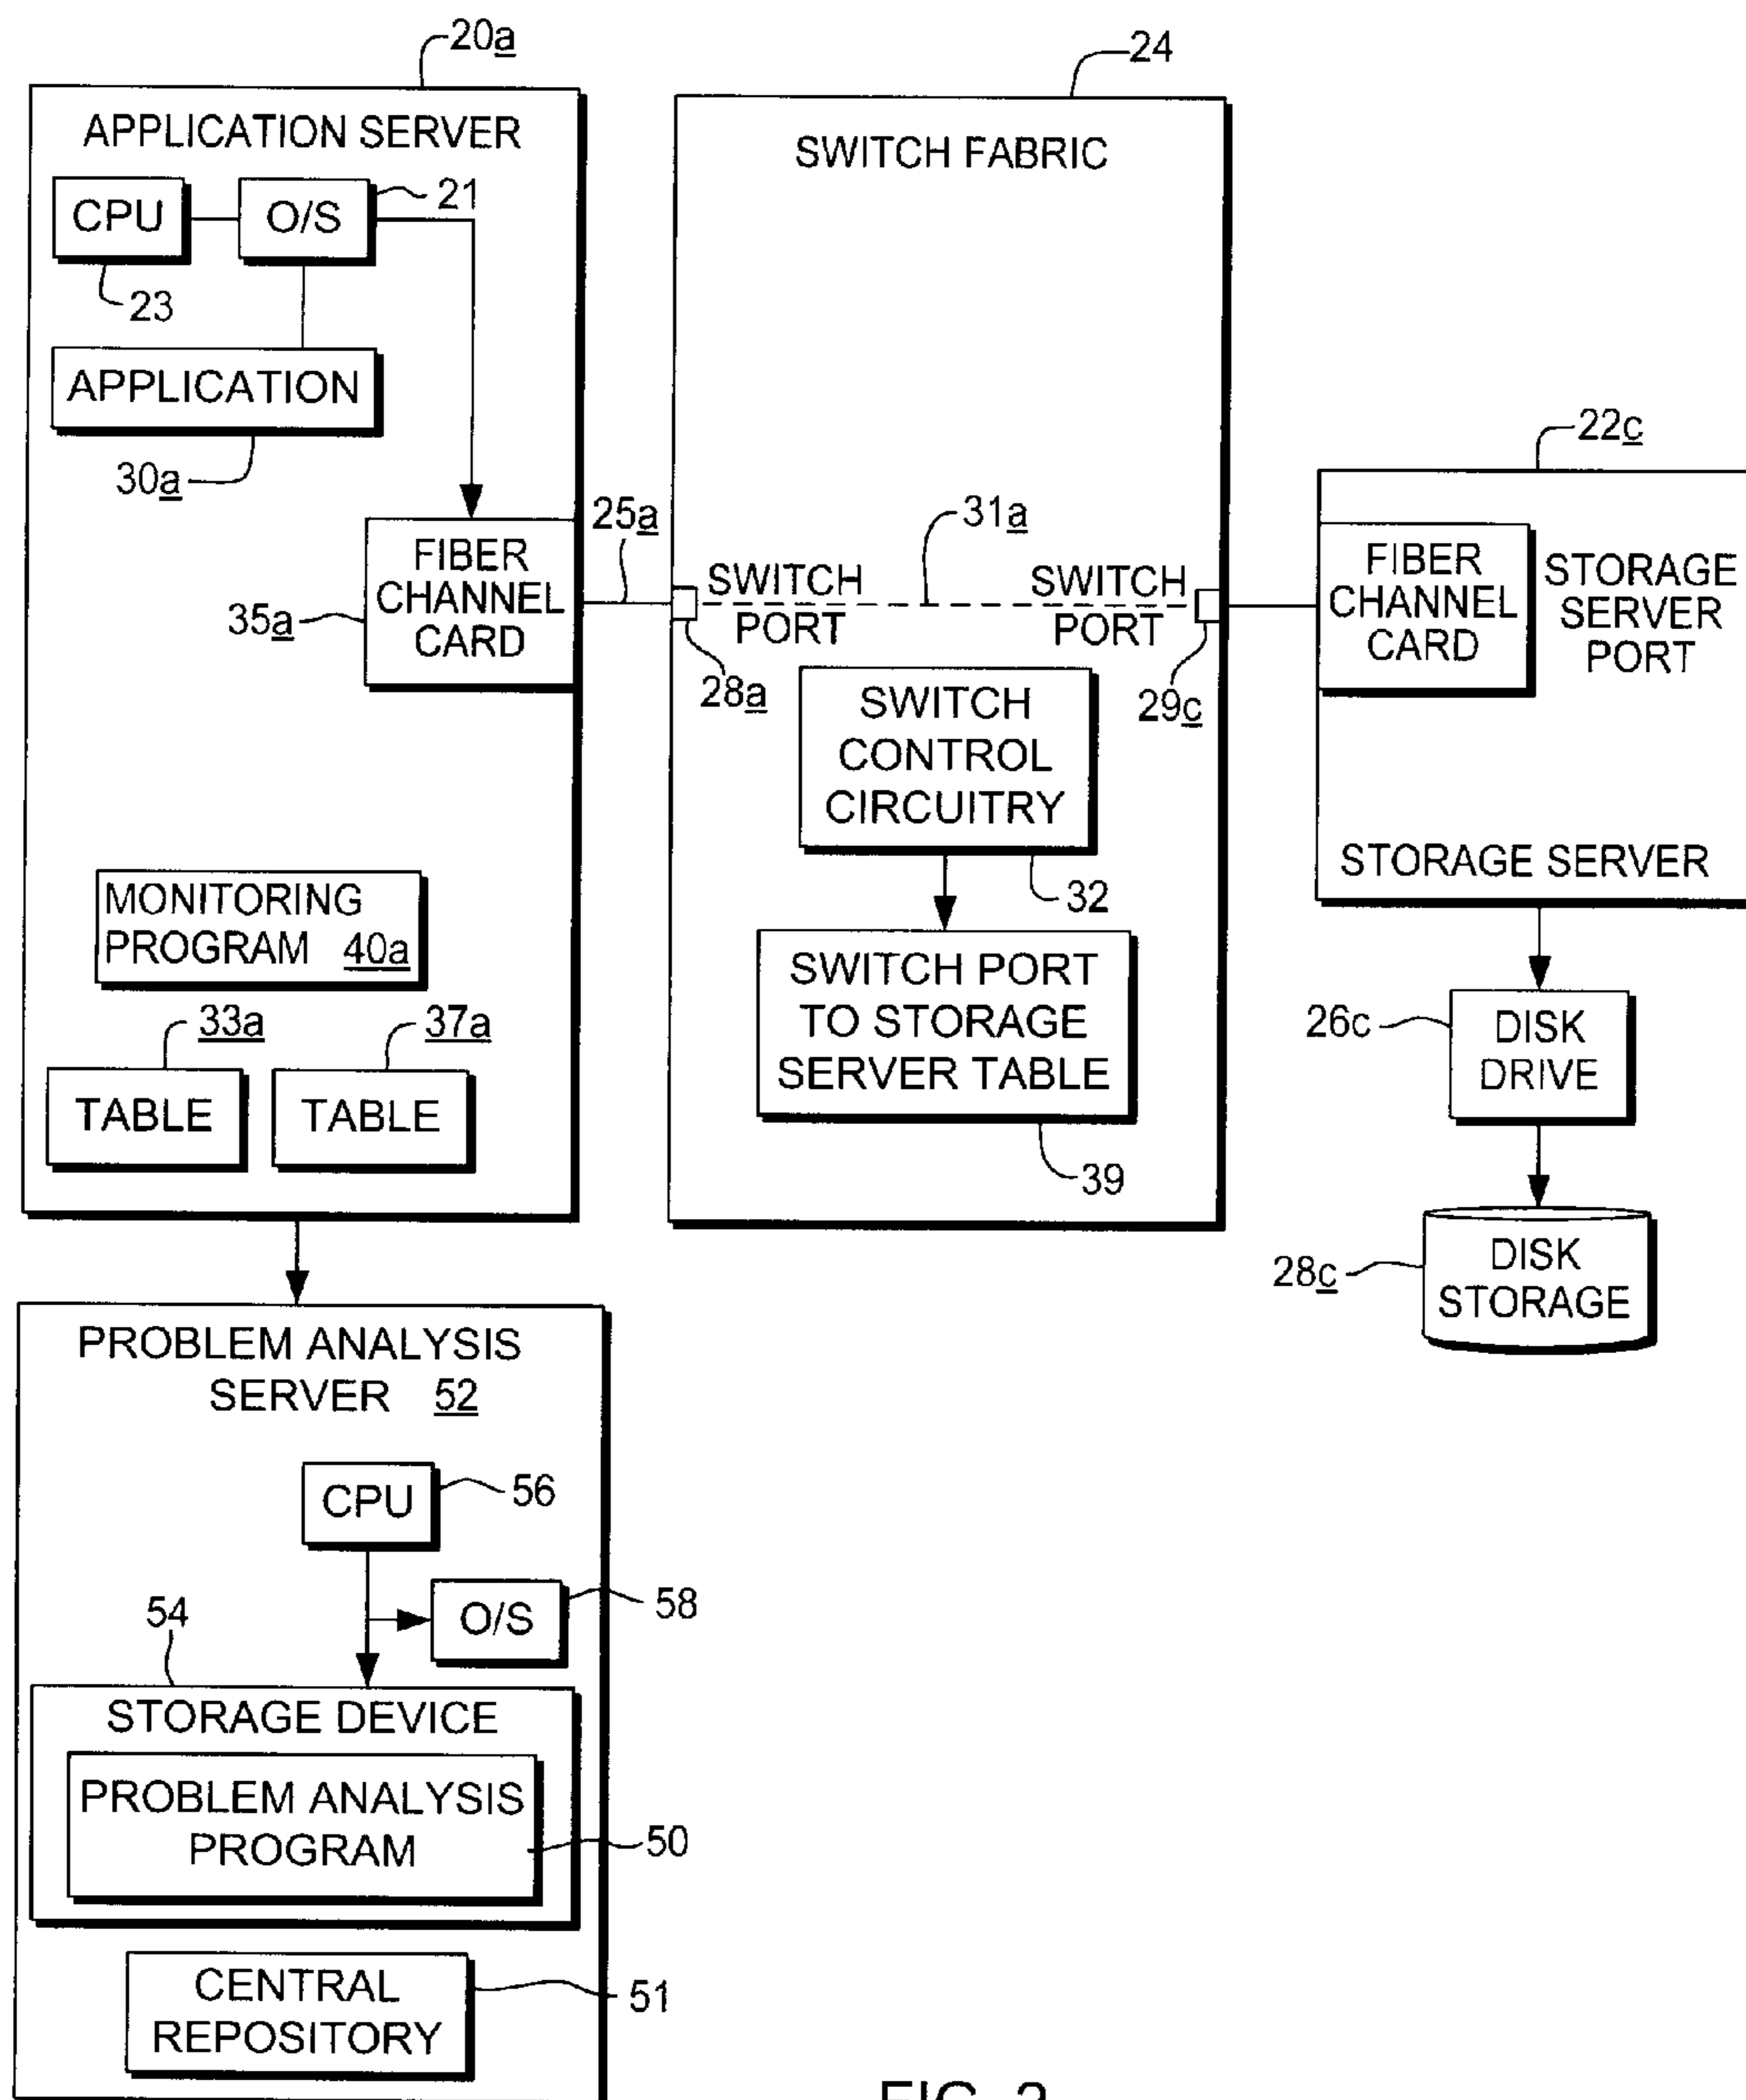 20a
APPLICATION SERVER
CPU
O/S
21
23
APPLICATION
30a
FIBER
CHANNEL
CARD
35a
25a
MONITORING
PROGRAM 40a
33a
37a
TABLE
TABLE
24
SWITCH FABRIC
31a
SWITCH
PORT
SWITCH
PORT
28a
29c
SWITCH
CONTROL
CIRCUITRY
32
SWITCH PORT
TO STORAGE
SERVER TABLE
39
22c
FIBER
CHANNEL
CARD
STORAGE
SERVER
PORT
STORAGE SERVER
26c
DISK
DRIVE
28c
DISK
STORAGE
PROBLEM ANALYSIS
SERVER 52
CPU
56
O/S
58
54
STORAGE DEVICE
PROBLEM ANALYSIS
PROGRAM
50
CENTRAL
REPOSITORY
51